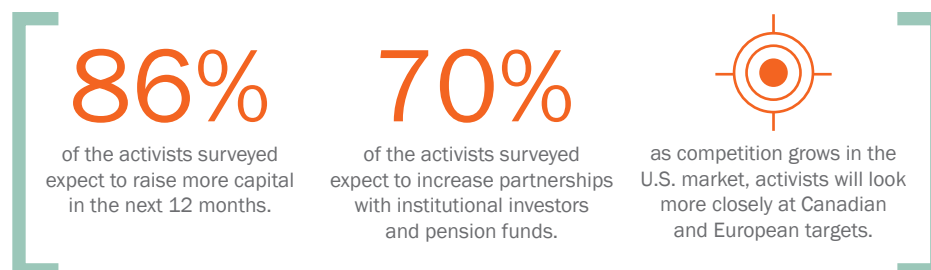 86%
of the activists surveyed
expect to raise more capital
in the next 12 months.
70%
of the activists surveyed
expect to increase partnerships
with institutional investors
and pension funds.
as competition grows in the
U.S. market, activists will look
more closely at Canadian
and European targets.